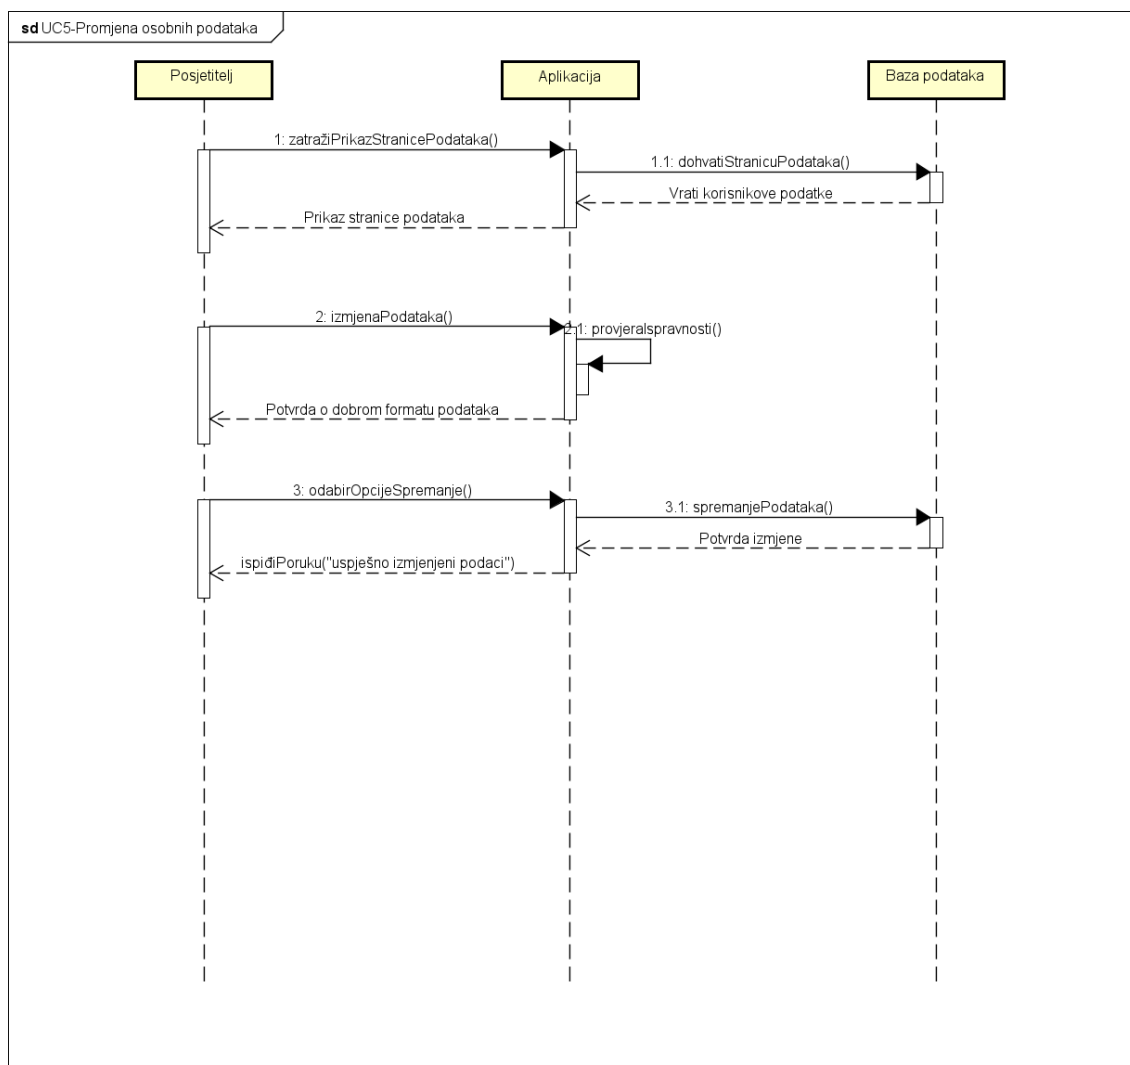 sd UC5-Promjena osobnih podataka
Posjetitelj
Aplikacija
Baza podataka
1: zatražiPrikazStranicePodataka()
1.1: dohvatiStranicuPodataka()
Vrati korisnikove podatke
Prikaz stranice podataka
2: izmjenaPodataka()
2.1: provjeraIspravnosti()
Potvrda o dobrom formatu podataka
3: odabirOpcijeSpremanje()
3.1: spremanjePodataka()
Potvrda izmjene
ispiđiPoruku("uspješno izmjenjeni podaci")